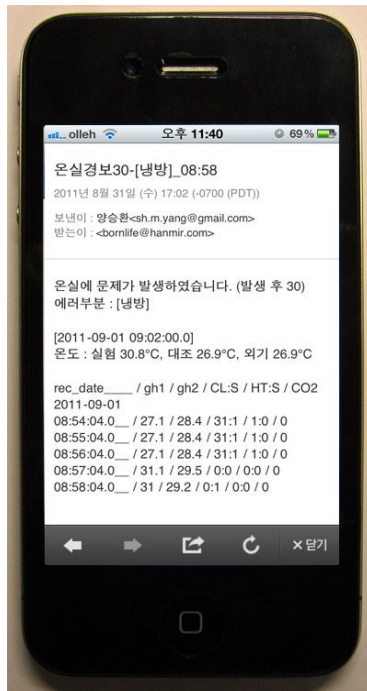 olleh 오후 11:40 69%
온실경보30-[냉방]_08:58
2011년 8월 31일 (수) 17:02 (-0700 (PDT))
보낸이 : 양승환<sh.m.yang@gmail.com>
받는이 : <bornlife@hanmir.com>
온실에 문제가 발생하였습니다. (발생 후 30)
에러부분 : [냉방]
[2011-09-01 09:02:00.0]
온도 : 실험 30.8°C, 대조 26.9°C, 외기 26.9°C
rec_date____ / gh1 / gh2 / CL:S / HT:S / CO2
2011-09-01
08:54:04.0__ / 27.1 / 28.4 / 31:1 / 1:0 / 0
08:55:04.0__ / 27.1 / 28.4 / 31:1 / 1:0 / 0
08:56:04.0__ / 27.1 / 28.4 / 31:1 / 1:0 / 0
08:57:04.0__ / 31.1 / 29.5 / 0:0 / 0:0 / 0
08:58:04.0__ / 31 / 29.2 / 0:1 / 0:0 / 0
×닫기